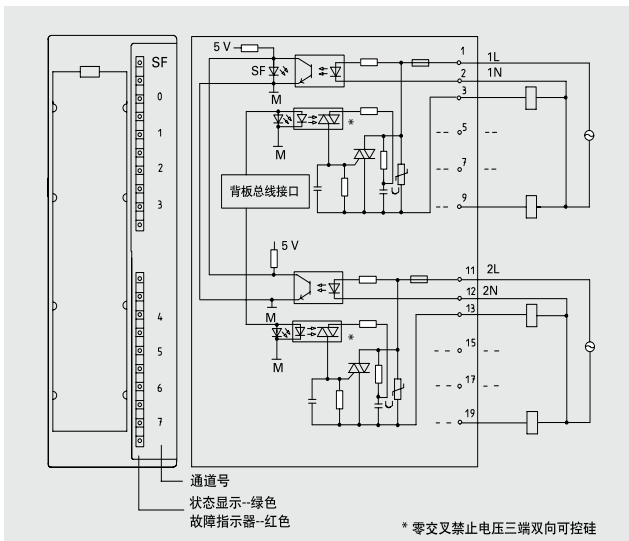 SF
0
1
2
3
4
5
6
7
5 V
SF
M
*
M
背板总线接口
1 1L
2 1N
3
-- 5 --
-- 7 --
-- 9
5 V
M
*
M
11 2L
12 2N
13
-- 15 --
-- 17 --
-- 19
通道号
状态显示--绿色
故障指示器--红色
* 零交叉禁止电压三端双向可控硅